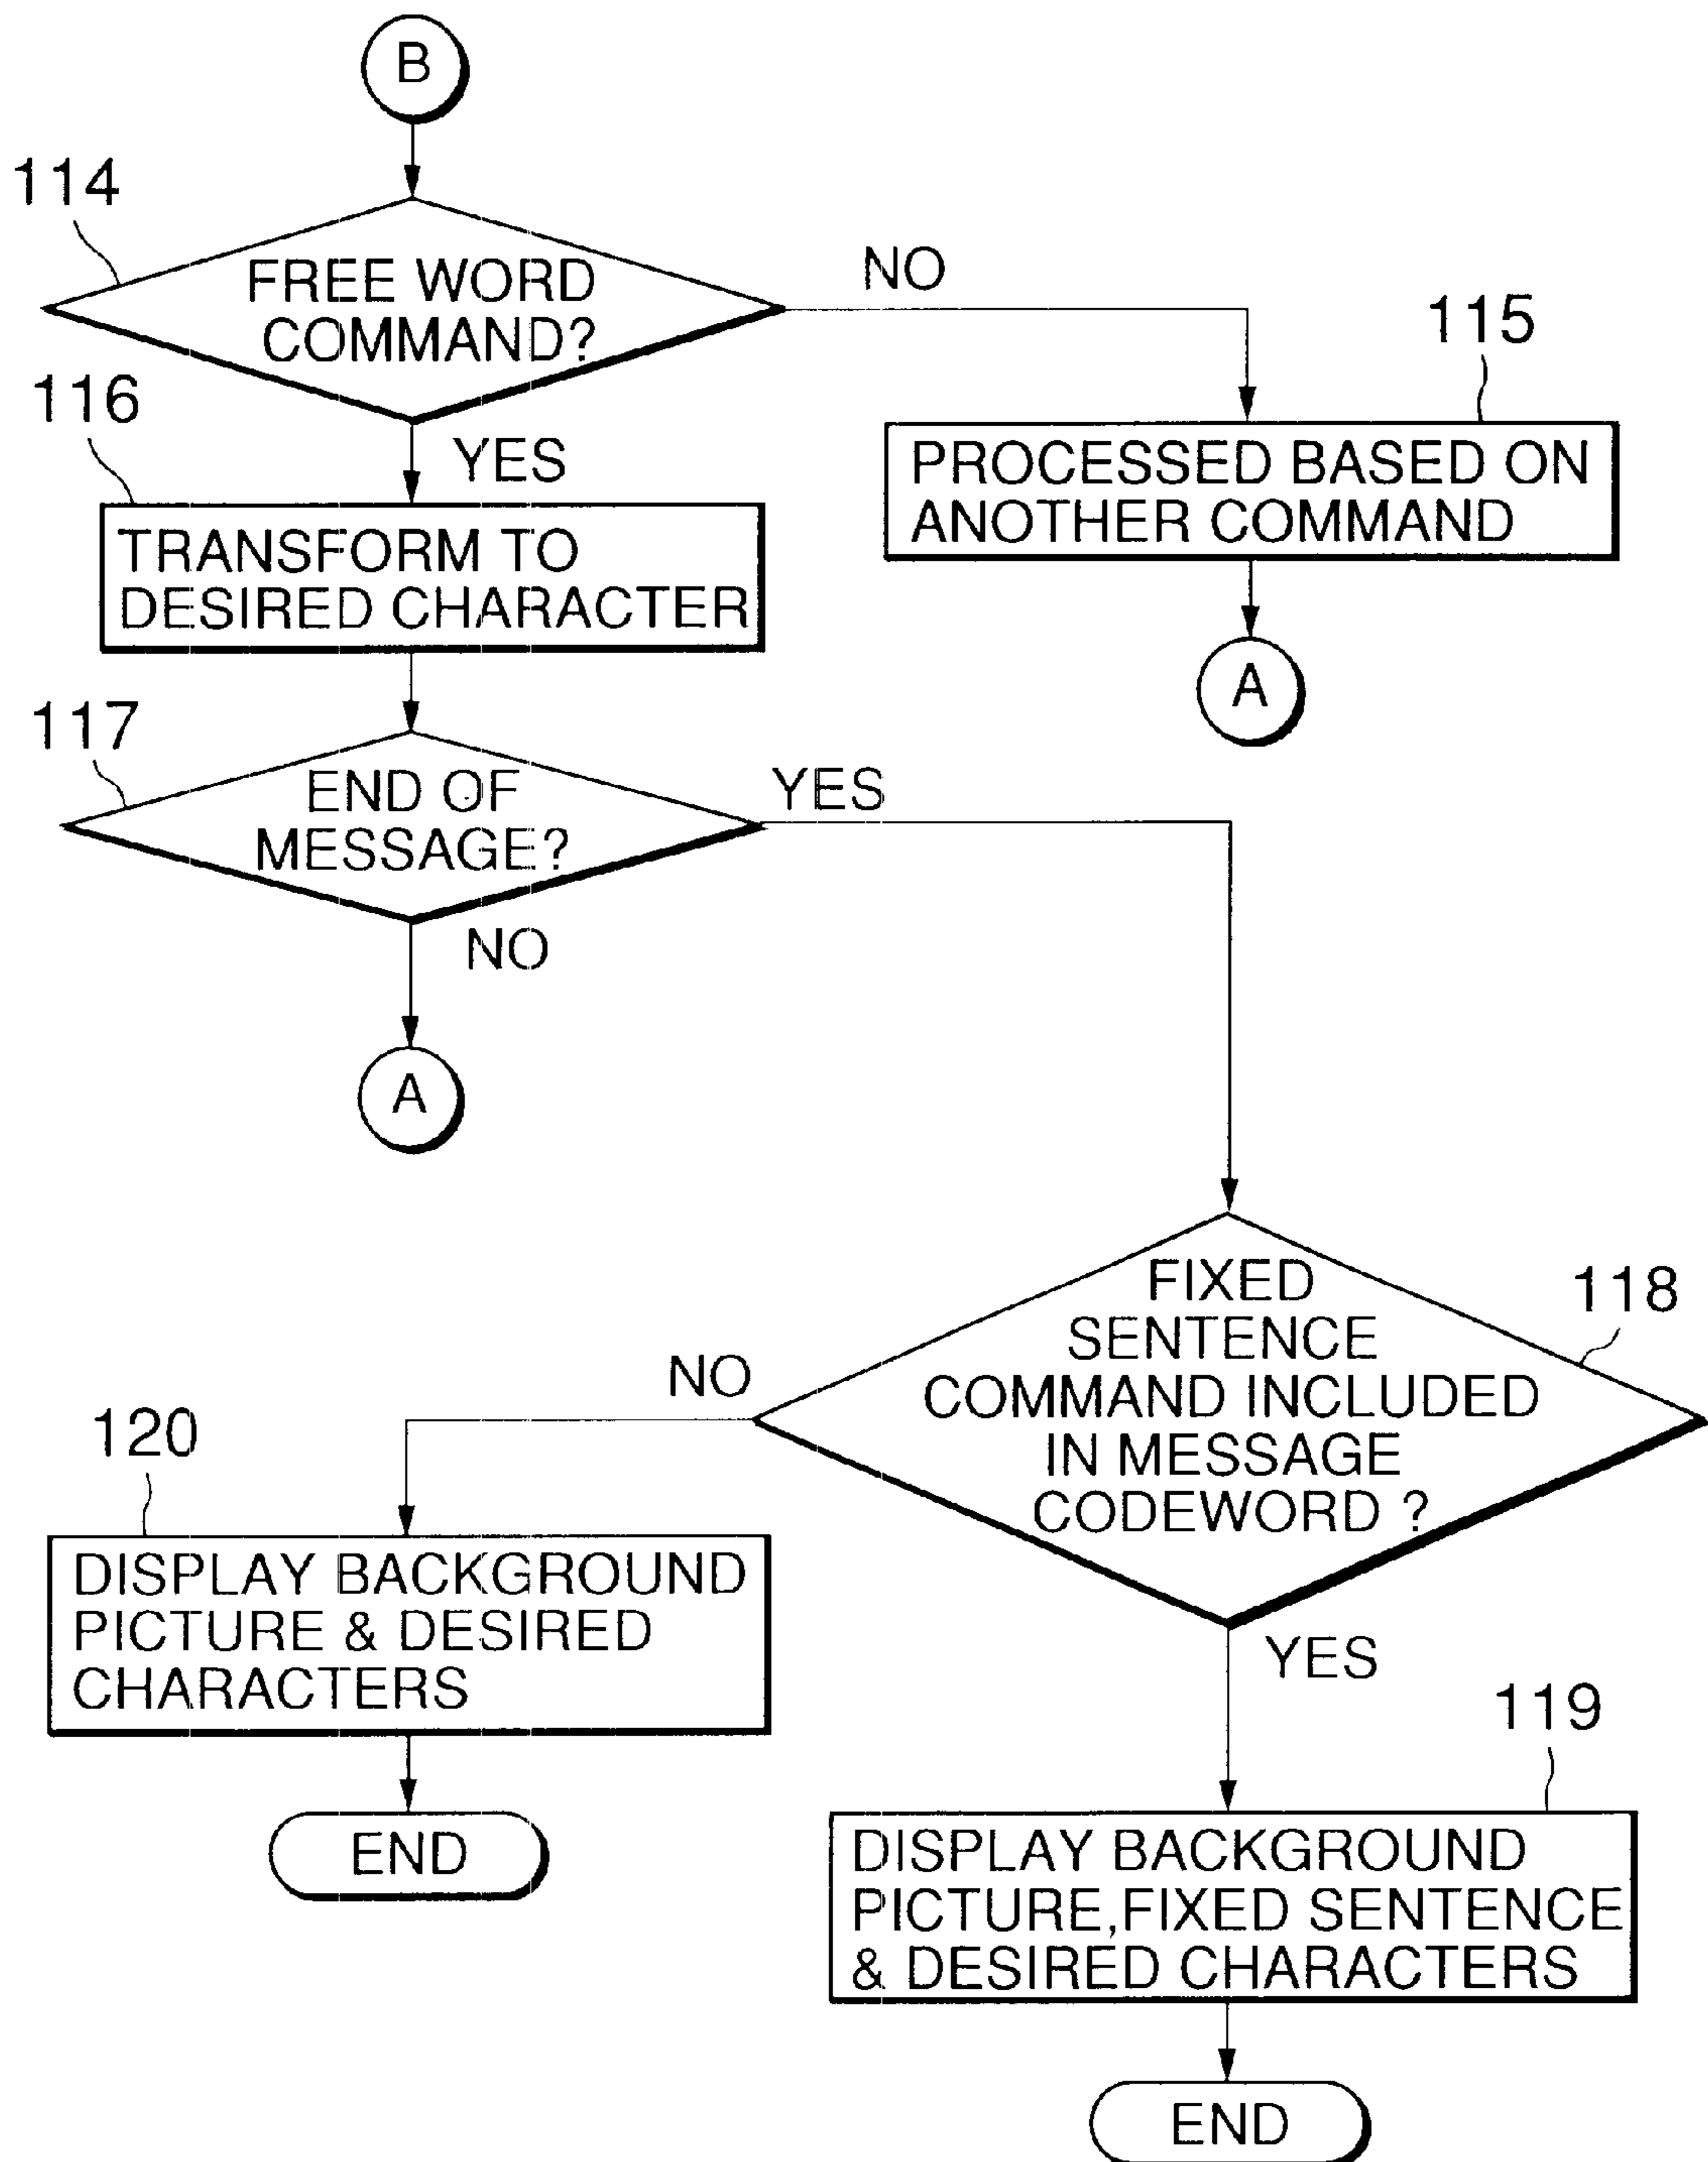 B
114
FREE WORD
COMMAND?
NO
115
116
YES
PROCESSED BASED ON
ANOTHER COMMAND
TRANSFORM TO
DESIRED CHARACTER
A
117
END OF
MESSAGE?
YES
NO
A
FIXED
SENTENCE
COMMAND INCLUDED
IN MESSAGE
CODEWORD ?
118
NO
120
DISPLAY BACKGROUND
PICTURE & DESIRED
CHARACTERS
YES
119
END
DISPLAY BACKGROUND
PICTURE,FIXED SENTENCE
& DESIRED CHARACTERS
END